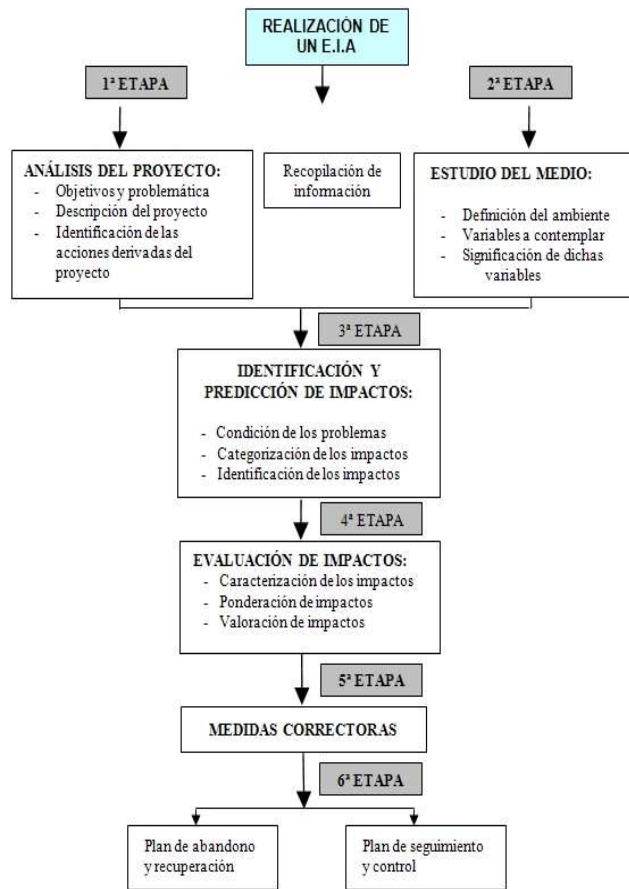 REALIZACIÓN DE
UN E.I.A
1ª ETAPA
2ª ETAPA
ANÁLISIS DEL PROYECTO:
- Objetivos y problemática
- Descripción del proyecto
- Identificación de las
acciones derivadas del
proyecto
Recopilación de
información
ESTUDIO DEL MEDIO:
- Definición del ambiente
- Variables a contemplar
- Significación de dichas
variables
3ª ETAPA
IDENTIFICACIÓN Y
PREDICCIÓN DE IMPACTOS:
- Condición de los problemas
- Categorización de los impactos
- Identificación de los impactos
4ª ETAPA
EVALUACIÓN DE IMPACTOS:
- Caracterización de los impactos
- Ponderación de impactos
- Valoración de impactos
5ª ETAPA
MEDIDAS CORRECTORAS
6ª ETAPA
Plan de abandono
y recuperación
Plan de seguimiento
y control